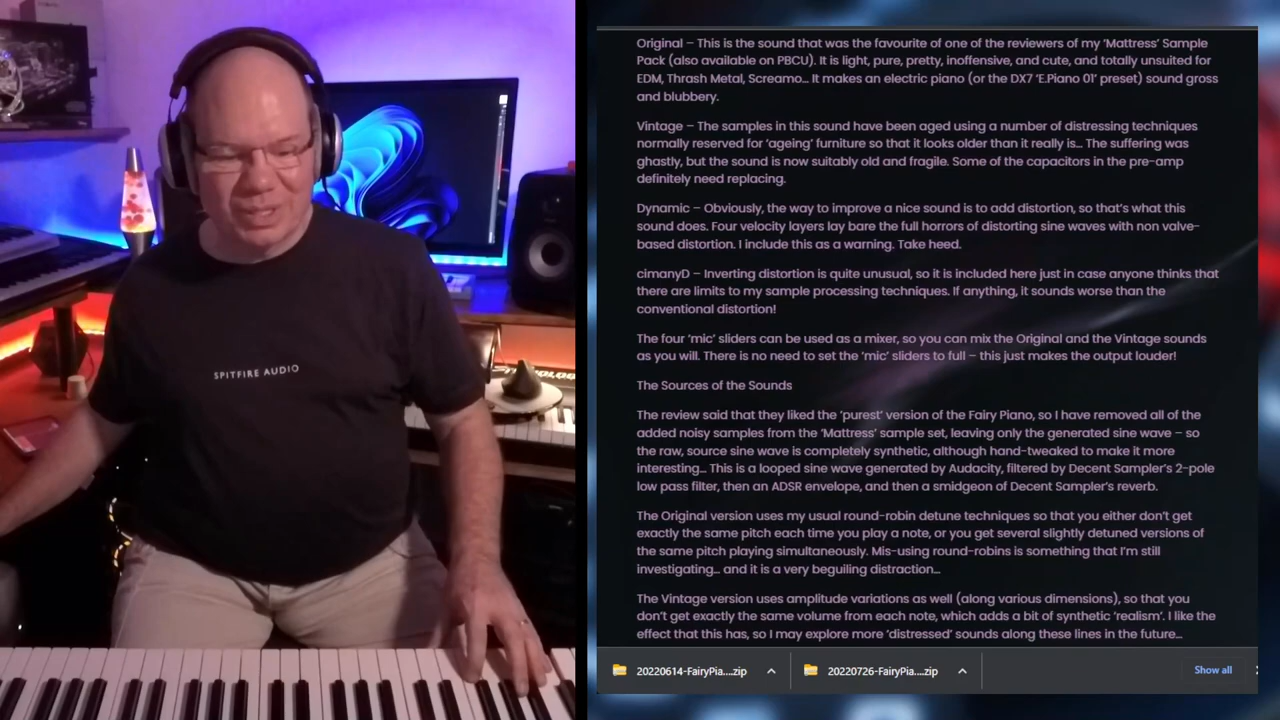 SPITFIRE AUDIO
Original – This is the sound that was the favourite of one of the reviewers of my ‘Mattress’ Sample
Pack (also available on PBCU). It is light, pure, pretty, inoffensive, and cute, and totally unsuited for
EDM, Thrash Metal, Screamo… It makes an electric piano (or the DX7 ‘E.Piano 01’ preset) sound gross
and blubbery.
Vintage – The samples in this sound have been aged using a number of distressing techniques
normally reserved for ‘ageing’ furniture so that it looks older than it really is… The suffering was
ghastly, but the sound is now suitably old and fragile. Some of the capacitors in the pre-amp
definitely need replacing.
Dynamic – Obviously, the way to improve a nice sound is to add distortion, so that’s what this
sound does. Four velocity layers lay bare the full horrors of distorting sine waves with non valve-
based distortion. I include this as a warning. Take heed.
cimanyD – Inverting distortion is quite unusual, so it is included here just in case anyone thinks that
there are limits to my sample processing techniques. If anything, it sounds worse than the
conventional distortion!
The four ‘mic’ sliders can be used as a mixer, so you can mix the Original and the Vintage sounds
as you will. There is no need to set the ‘mic’ sliders to full – this just makes the output louder!
The Sources of the Sounds
The review said that they liked the ‘purest’ version of the Fairy Piano, so I have removed all of the
added noisy samples from the ‘Mattress’ sample set, leaving only the generated sine wave – so
the raw, source sine wave is completely synthetic, although hand-tweaked to make it more
interesting… This is a looped sine wave generated by Audacity, filtered by Decent Sampler’s 2-pole
low pass filter, then an ADSR envelope, and then a smidgeon of Decent Sampler’s reverb.
The Original version uses my usual round-robin detune techniques so that you either don’t get
exactly the same pitch each time you play a note, or you get several slightly detuned versions of
the same pitch playing simultaneously. Mis-using round-robins is something that I’m still
investigating… and it is a very beguiling distraction…
The Vintage version uses amplitude variations as well (along various dimensions), so that you
don’t get exactly the same volume from each note, which adds a bit of synthetic ‘realism’. I like the
effect that this has, so I may explore more ‘distressed’ sounds along these lines in the future…
20220614-FairyPia....zip
20220726-FairyPia....zip
Show all